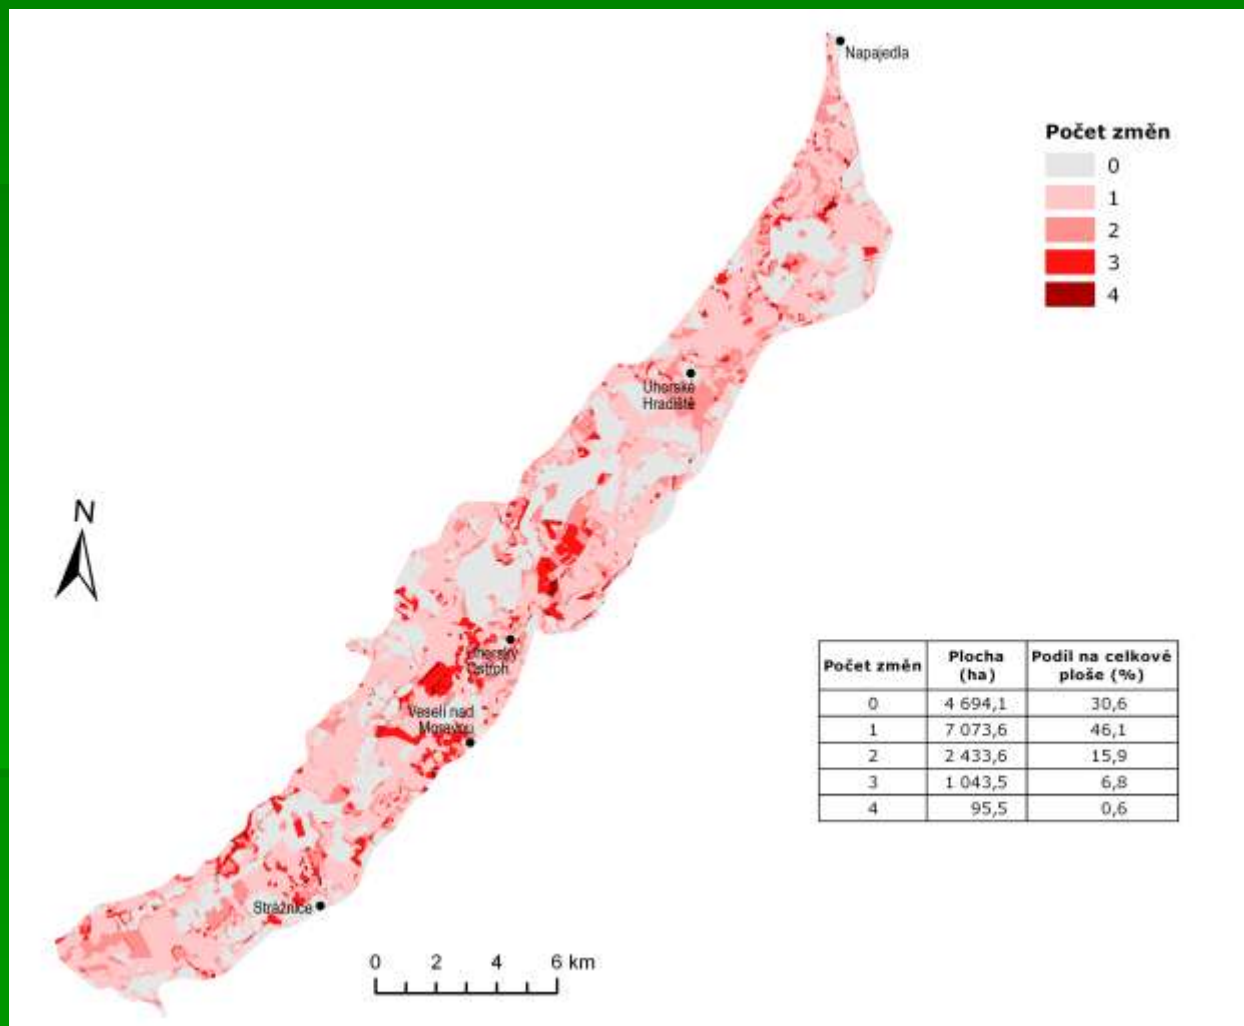 Napajedla
Počet změn
0
1
2
3
4
Uherské
Hradiště
N
Uherský
Ostroh
Veselí nad
Moravou
Počet změn Plocha (ha) Podíl na celkové ploše (%)
0 4 694,1 30,6
1 7 073,6 46,1
2 2 433,6 15,9
3 1 043,5 6,8
4 95,5 0,6
Strážnice
0 2 4 6 km